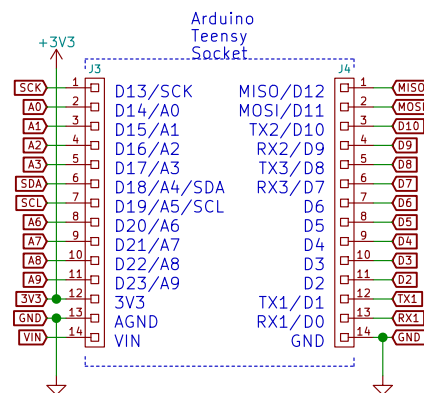 Arduino
Teensy
Socket
+3V3
J3 J4
SCK 1 D13/SCK MISO/D12 1 MISO
A0 2 D14/A0 MOSI/D11 2 MOSI
A1 3 D15/A1 TX2/D10 3 D10
A2 4 D16/A2 RX2/D9 4 D9
A3 5 D17/A3 TX3/D8 5 D8
SDA 6 D18/A4/SDA RX3/D7 6 D7
SCL 7 D19/A5/SCL D6 7 D6
A6 8 D20/A6 D5 8 D5
A7 9 D21/A7 D4 9 D4
A8 10 D22/A8 D3 10 D3
A9 11 D23/A9 D2 11 D2
3V3 12 3V3 TX1/D1 12 TX1
GND 13 AGND RX1/D0 13 RX1
VIN 14 VIN GND 14 GND